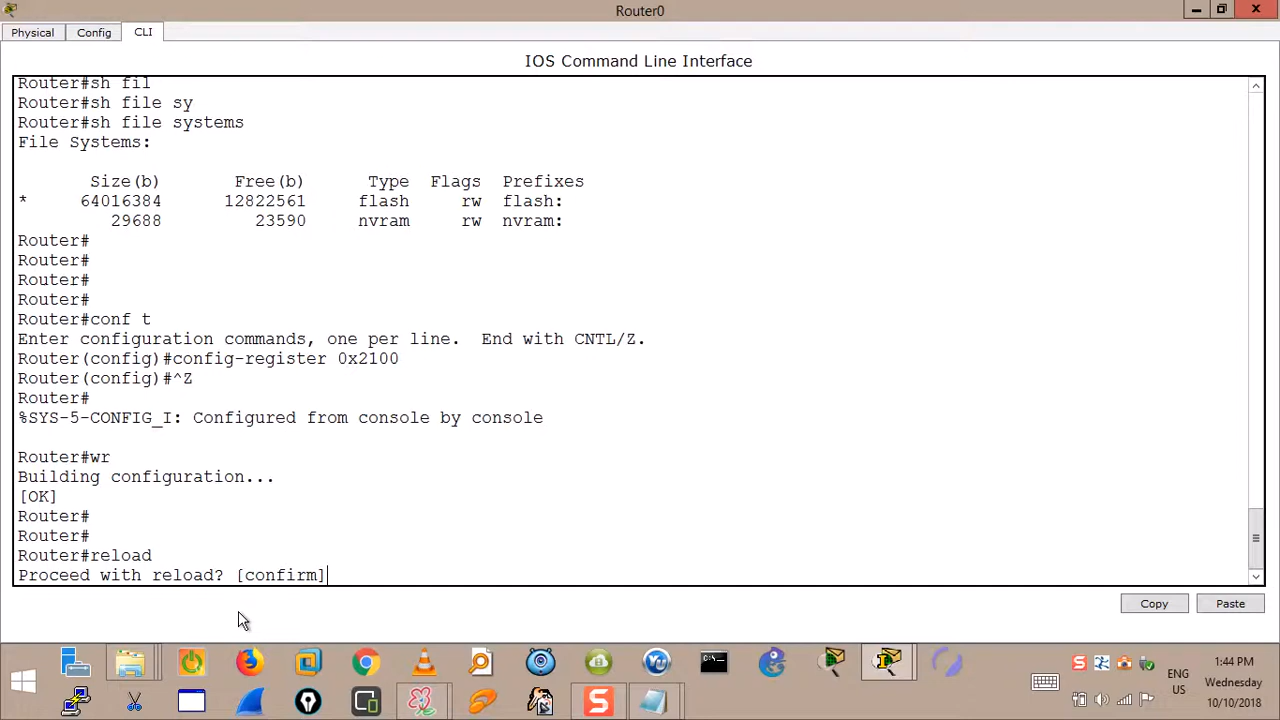 Router0
Physical
Config
CLI
IOS Command Line Interface
Router#sh fil
Router#sh file sy
Router#sh file systems
File Systems:
Size(b) Free(b) Type Flags Prefixes
* 64016384 12822561 flash rw flash:
29688 23590 nvram rw nvram:
Router#
Router#
Router#
Router#
Router#conf t
Enter configuration commands, one per line. End with CNTL/Z.
Router(config)#config-register 0x2100
Router(config)#^Z
Router#
%SYS-5-CONFIG_I: Configured from console by console
Router#wr
Building configuration...
[OK]
Router#
Router#
Router#reload
Proceed with reload? [confirm]
Copy
Paste
1:44 PM
ENG
Wednesday
US
10/10/2018